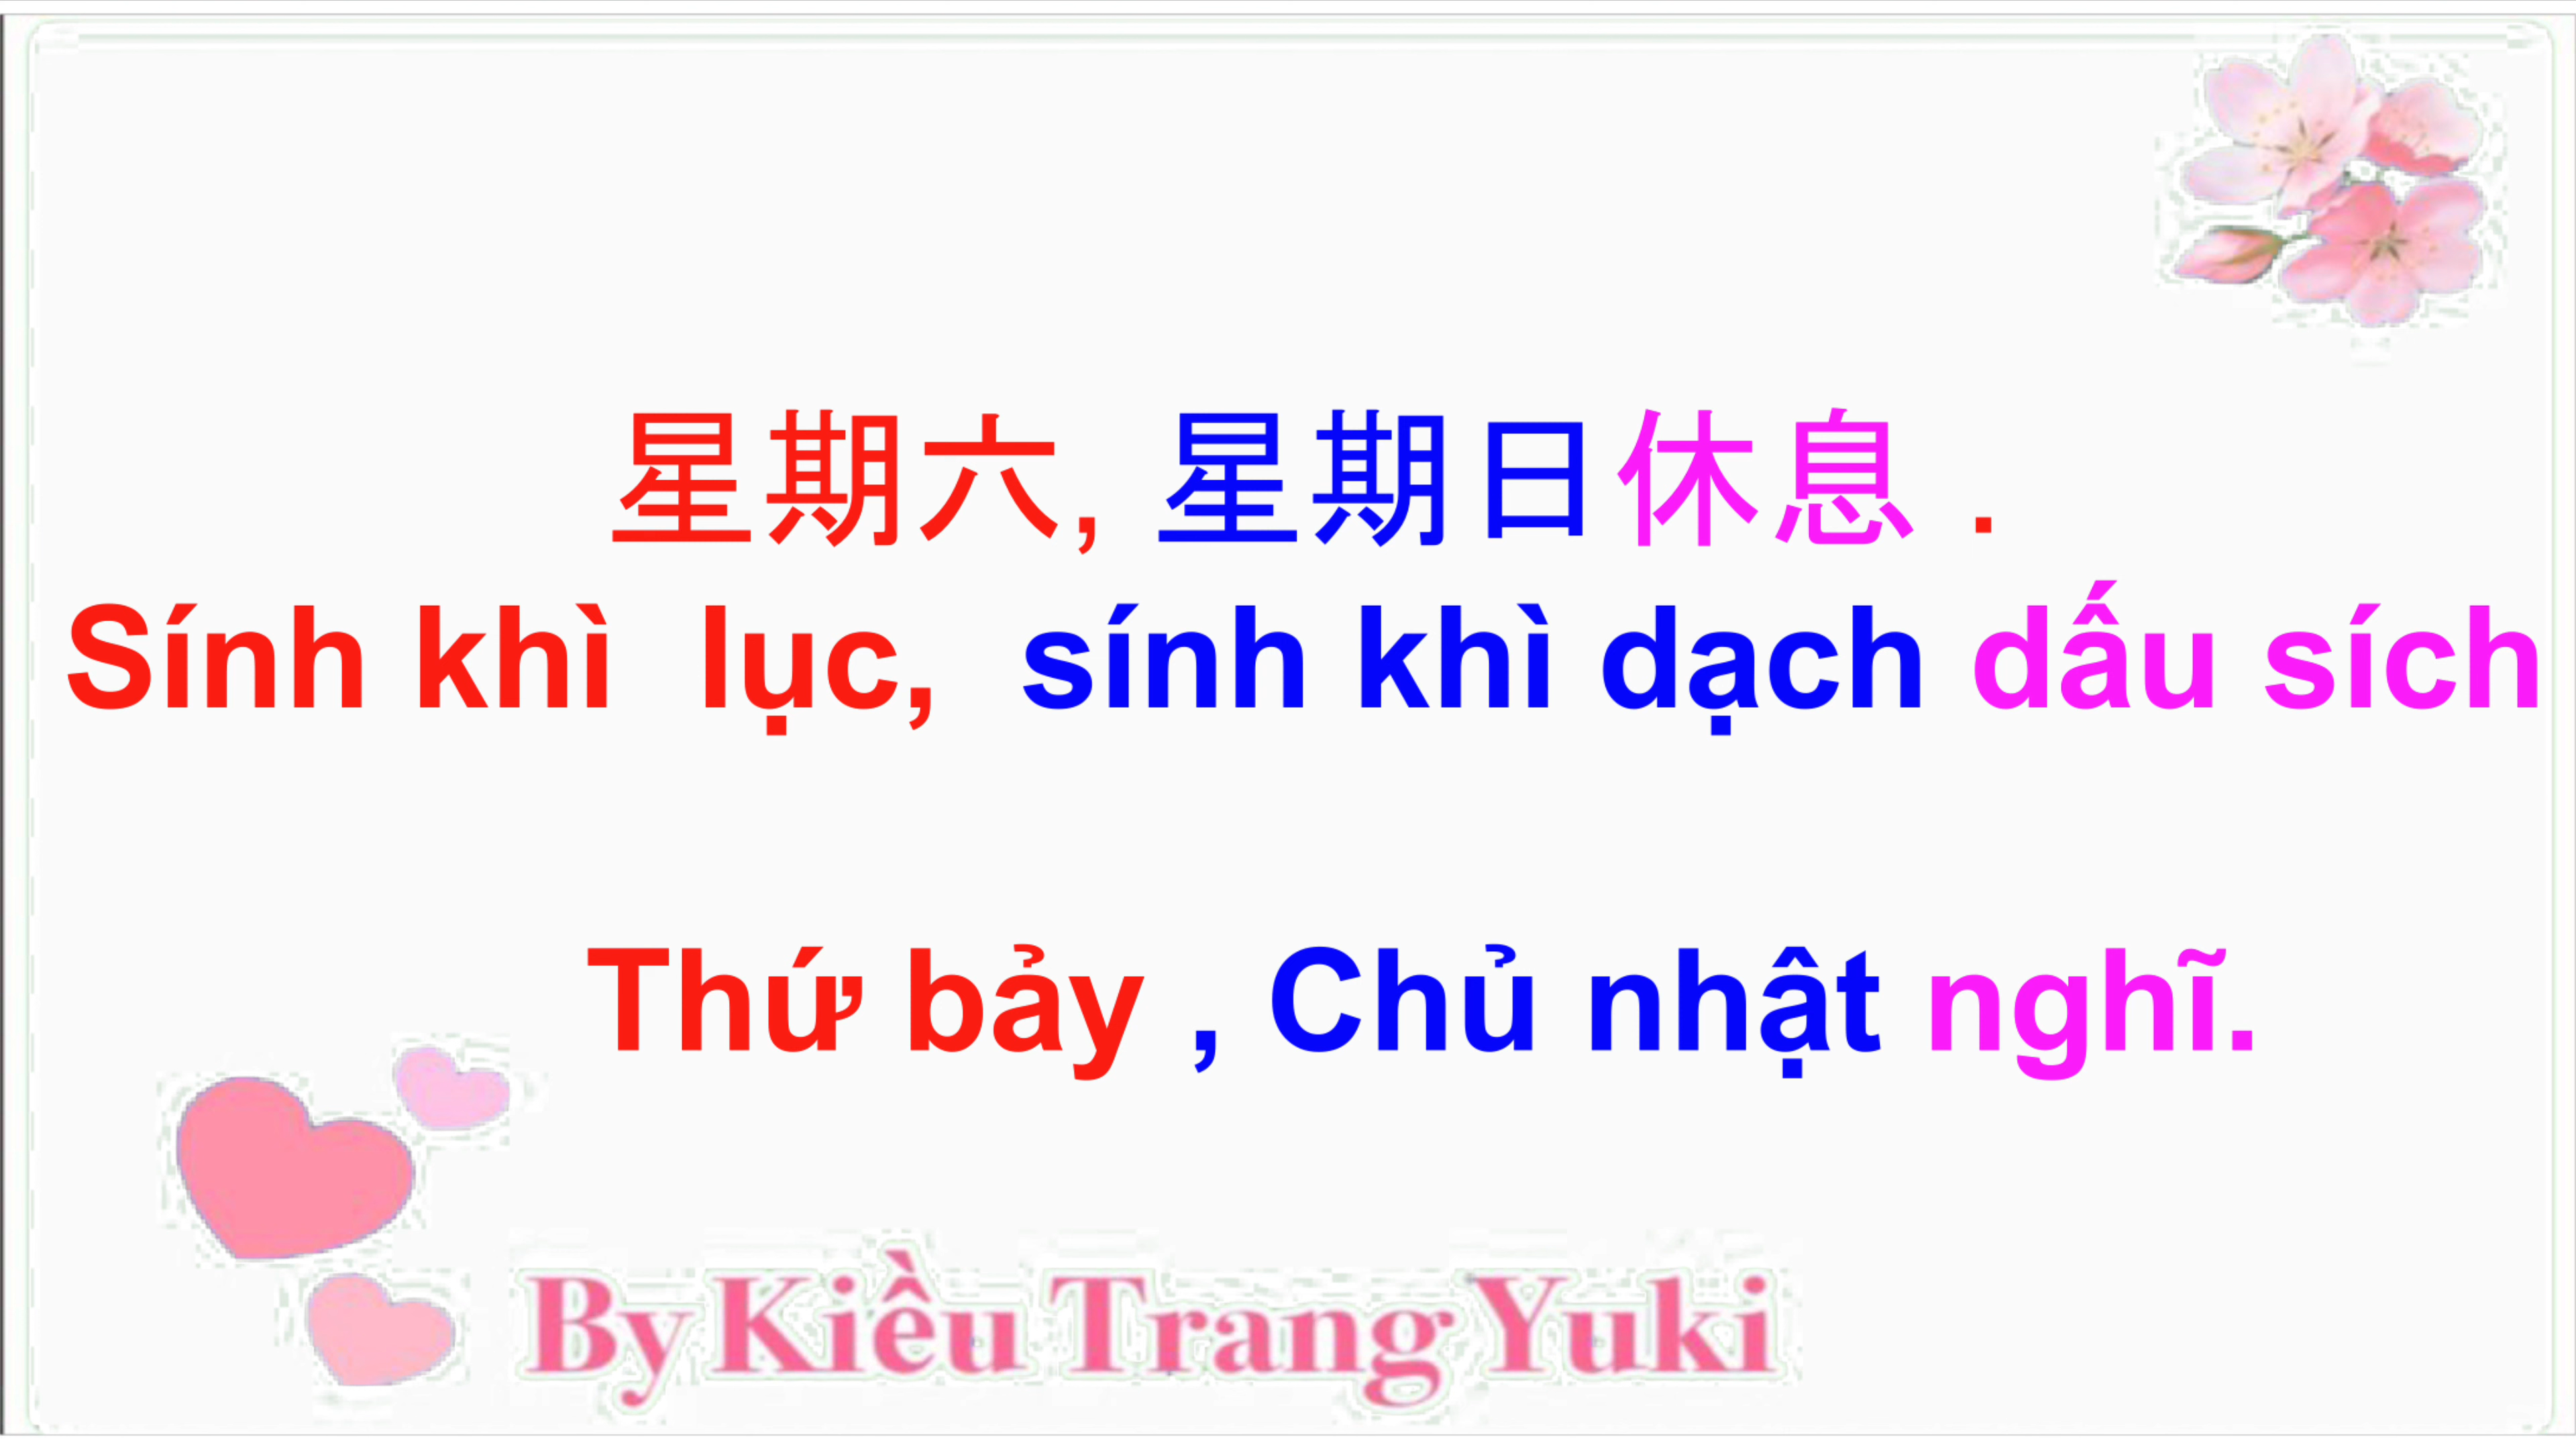 星期六, 星期日休息 .
Sính khì lục, sính khì dạch dấu sích
Thứ bảy , Chủ nhật nghĩ.
By Kiều Trang Yuki